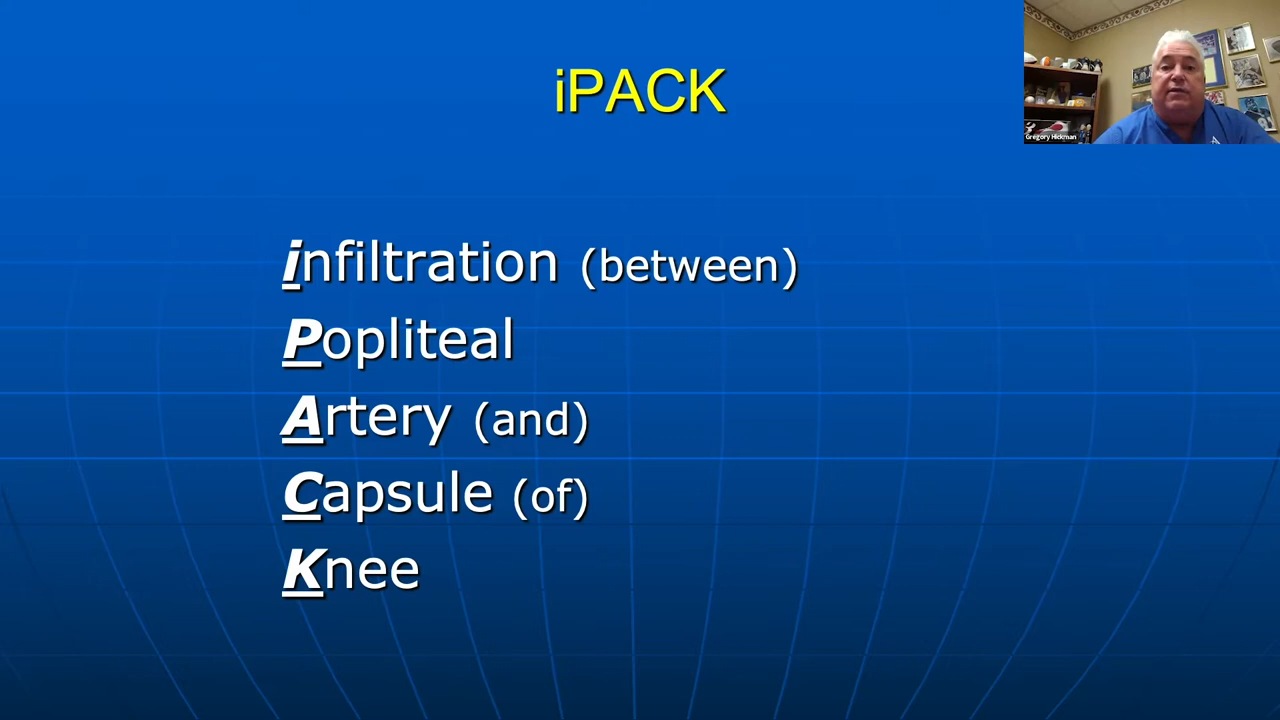 iPACK
Gregory Hickman
infiltration (between)
Popliteal
Artery (and)
Capsule (of)
Knee